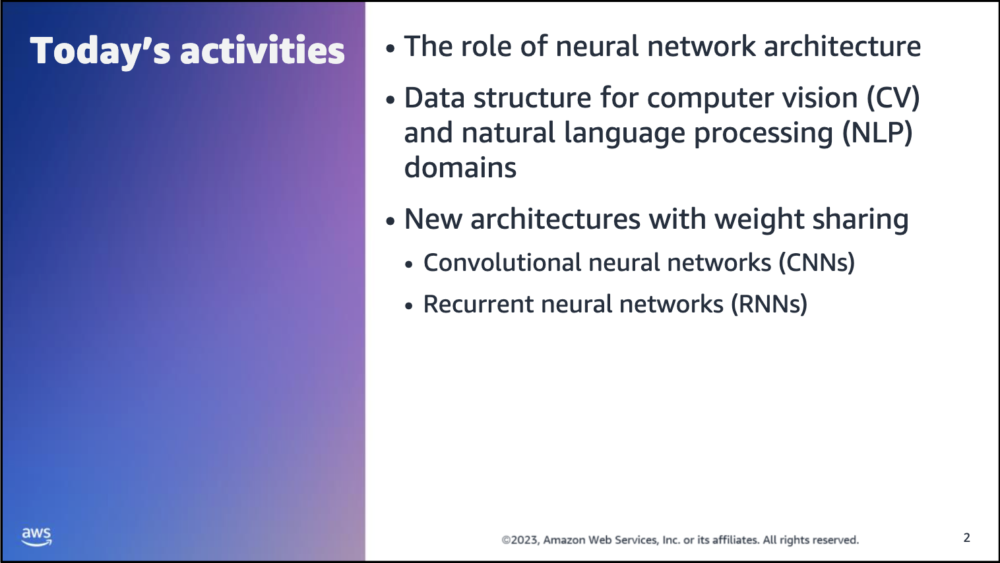 Today’s activities
• The role of neural network architecture
• Data structure for computer vision (CV)
and natural language processing (NLP)
domains
• New architectures with weight sharing
• Convolutional neural networks (CNNs)
• Recurrent neural networks (RNNs)
aws
©2023, Amazon Web Services, Inc. or its affiliates. All rights reserved.
2